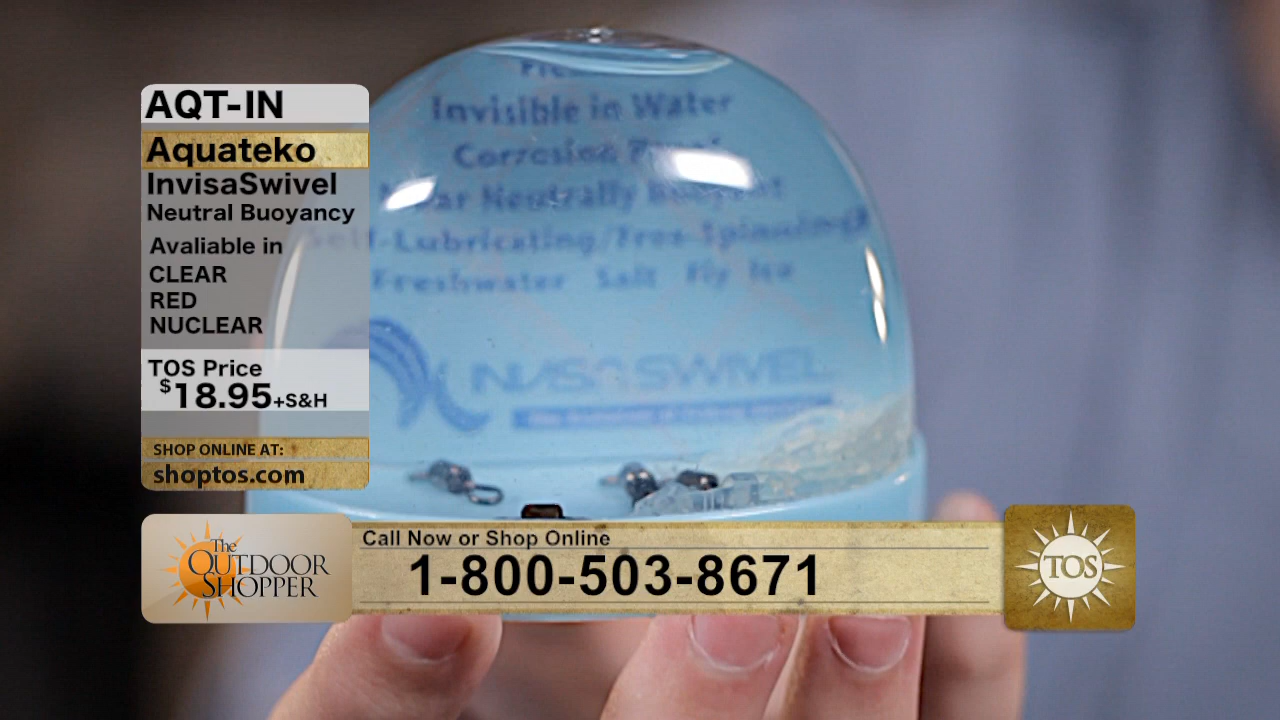 AQT-IN
Aquateko
InvisaSwivel
Neutral Buoyancy
Avaliable in
CLEAR
RED
NUCLEAR
TOS Price
$18.95+S&H
SHOP ONLINE AT:
shoptos.com
Invisible in Water
Corrosion Proof
Near Neutrally Buoyant
Self-Lubricating/Free-Spinning
Freshwater Salt Fly Ice
INVISASWIVEL
The OUTDOOR SHOPPER
Call Now or Shop Online
1-800-503-8671
TOS